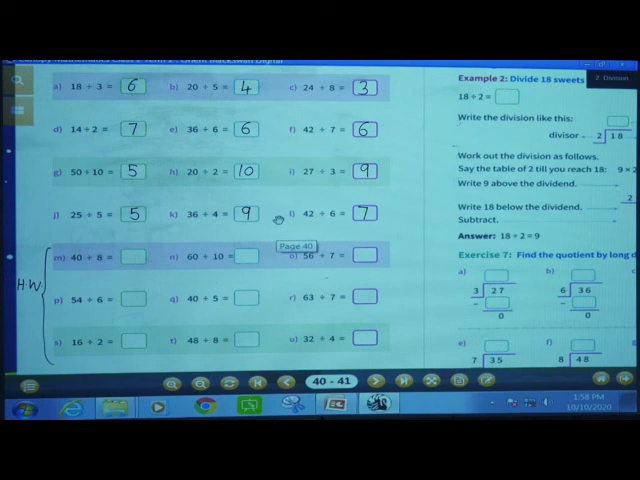 2: Division
a) 18 ÷ 3 = 6 b) 20 ÷ 5 = 4 c) 24 ÷ 8 = 3
d) 14 ÷ 2 = 7 e) 36 ÷ 6 = 6 f) 42 ÷ 7 = 6
g) 50 ÷ 10 = 5 h) 20 ÷ 2 = 10 i) 27 ÷ 3 = 9
j) 25 ÷ 5 = 5 k) 36 ÷ 4 = 9 l) 42 ÷ 6 = 7
Page 40
H.W
m) 40 ÷ 8 = n) 60 ÷ 10 = o) 56 ÷ 7 =
p) 54 ÷ 6 = q) 40 ÷ 5 = r) 63 ÷ 7 =
s) 16 ÷ 2 = t) 48 ÷ 8 = u) 32 ÷ 4 =
Example 2: Divide 18 sweets
18 ÷ 2 =
Write the division like this:
divisor 2 18
Work out the division as follows.
Say the table of 2 till you reach 18: 9 × 2
Write 9 above the dividend.
2
Write 18 below the dividend.
Subtract.
Answer: 18 ÷ 2 = 9
Exercise 7: Find the quotient by long d
a) b)
3 27 6 36
– –
0 0
e) f)
7 35 8 48
40 - 41
1:58 PM
10/10/2020